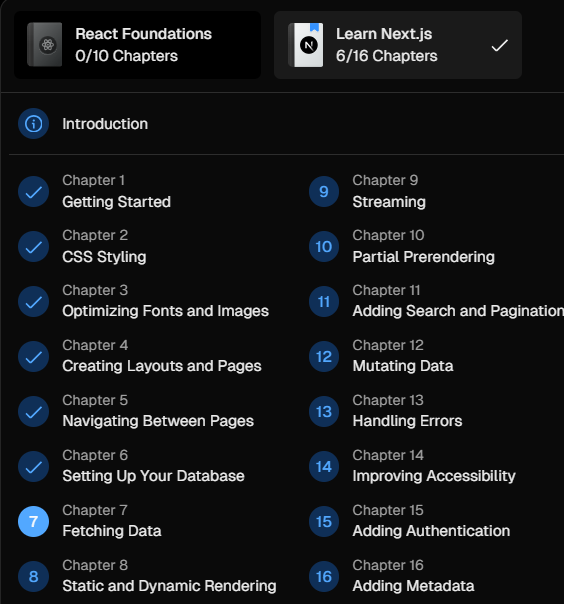 React Foundations
0/10 Chapters
Learn Next.js
6/16 Chapters
Introduction
Chapter 1
Getting Started
Chapter 2
CSS Styling
Chapter 3
Optimizing Fonts and Images
Chapter 4
Creating Layouts and Pages
Chapter 5
Navigating Between Pages
Chapter 6
Setting Up Your Database
7
Chapter 7
Fetching Data
8
Chapter 8
Static and Dynamic Rendering
9
Chapter 9
Streaming
10
Chapter 10
Partial Prerendering
11
Chapter 11
Adding Search and Pagination
12
Chapter 12
Mutating Data
13
Chapter 13
Handling Errors
14
Chapter 14
Improving Accessibility
15
Chapter 15
Adding Authentication
16
Chapter 16
Adding Metadata